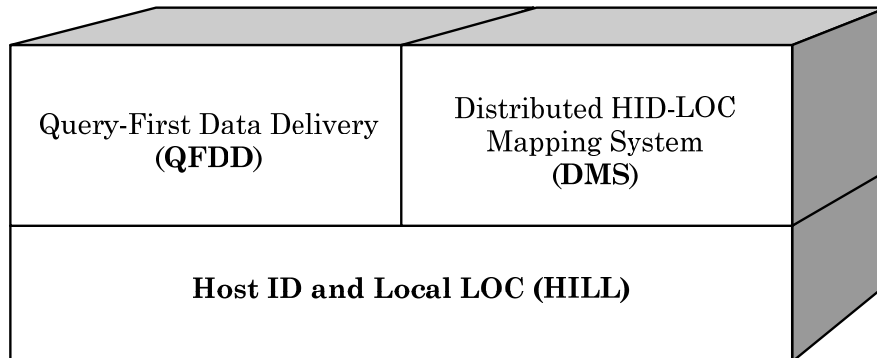 Query-First Data Delivery
(QFDD)
Distributed HID-LOC
Mapping System
(DMS)
Host ID and Local LOC (HILL)